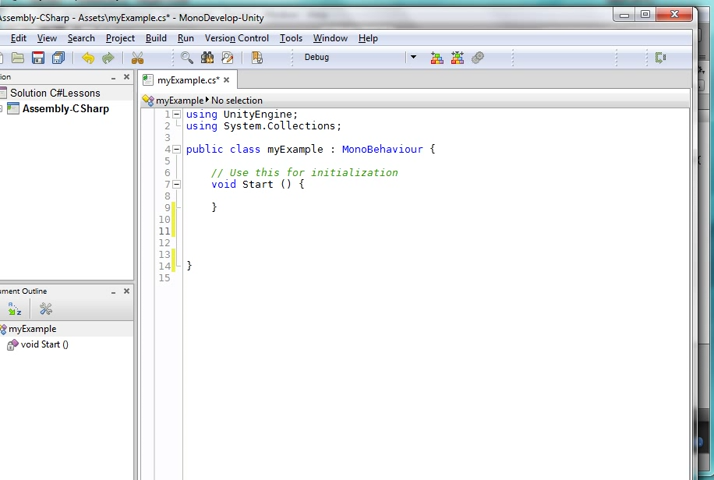 Assembly-CSharp - Assets\myExample.cs* - MonoDevelop-Unity
Edit View Search Project Build Run Version Control Tools Window Help
Debug
myExample.cs*
Solution C#Lessons
Assembly-CSharp
myExample No selection
1 using UnityEngine;
2 using System.Collections;
3
4 public class myExample : MonoBehaviour {
5
6 // Use this for initialization
7 void Start () {
8
9 }
10
11
12
13
14 }
15
Outline
myExample
void Start ()